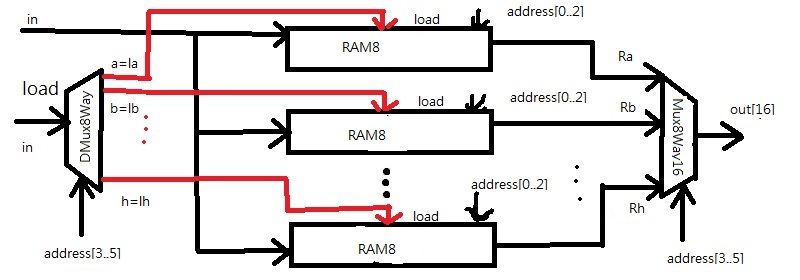 in
load
address[0..2]
RAM8
a=la
Ra
load
b=lb
load
address[0..2]
Rb
DMux8Way
RAM8
Mux8Way16
out[16]
in
address[0..2]
h=lh
load
Rh
RAM8
address[3..5]
address[3..5]